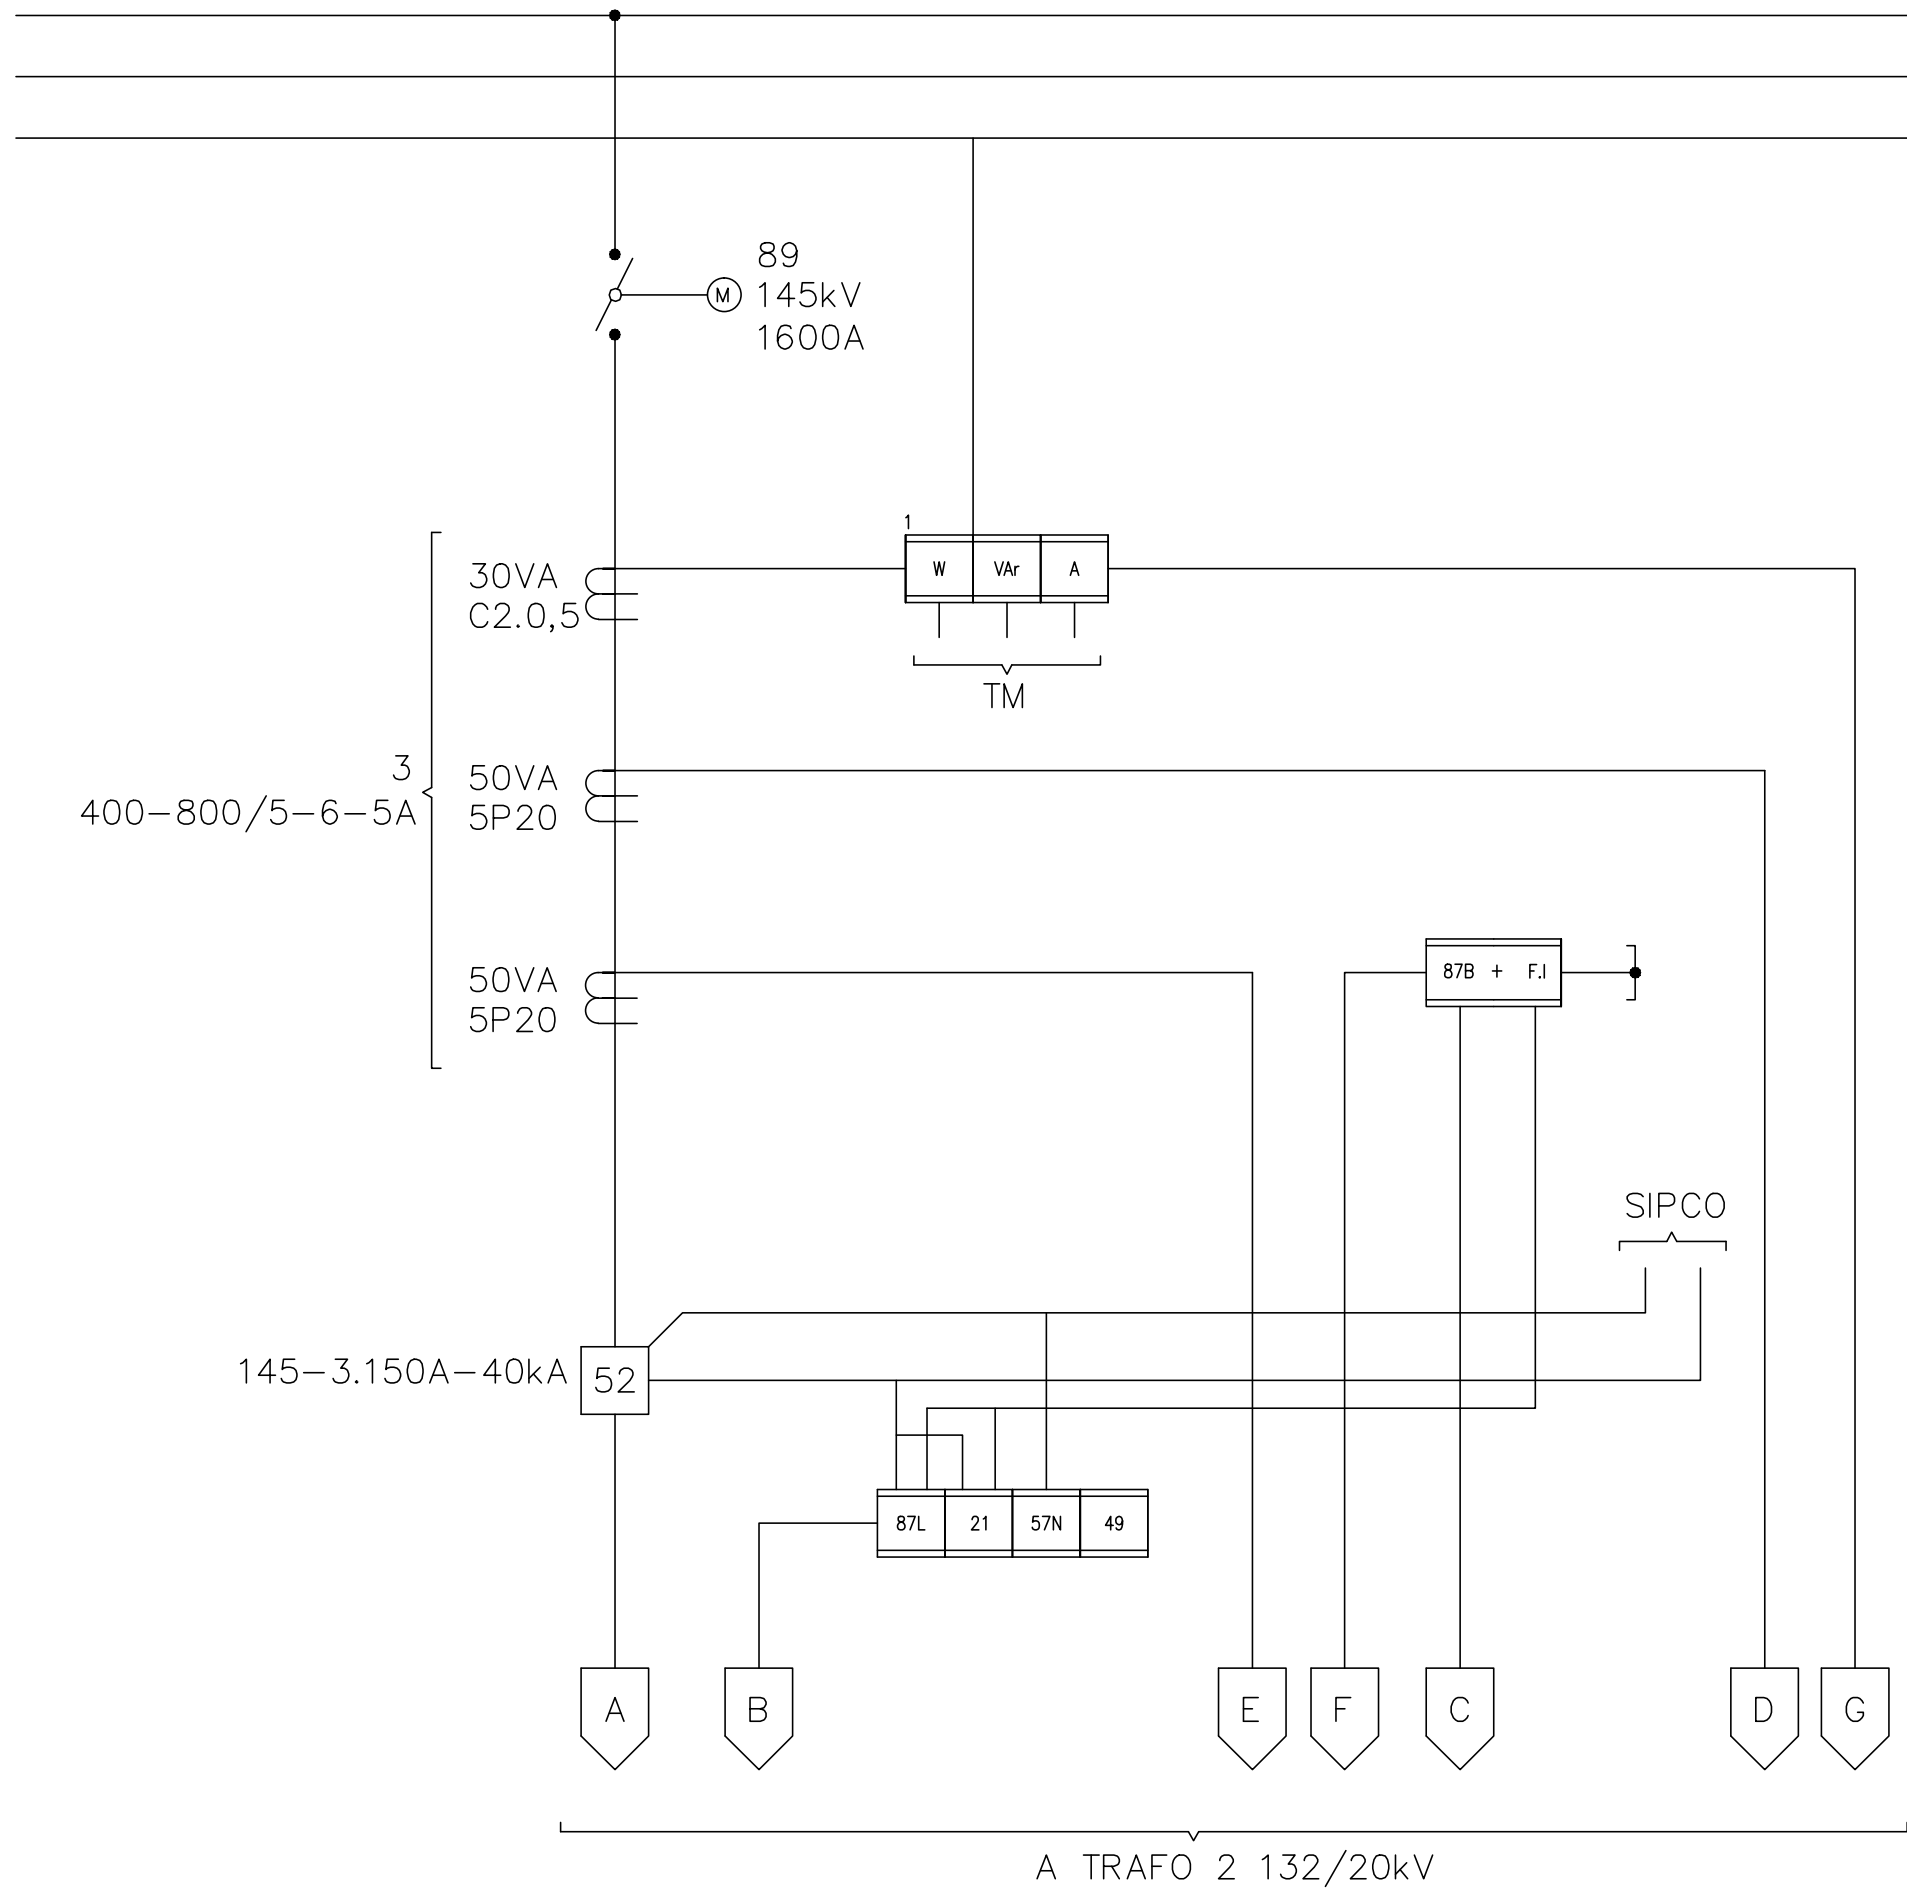 89
M
145kV
1600A
1
30VA
C2.0,5
W VAr A
TM
3
400-800/5-6-5A
50VA
5P20
50VA
5P20
87B + F.I
SIPCO
145-3.150A-40kA
52
87L 21 57N 49
A B E F C D G
A TRAFO 2 132/20kV